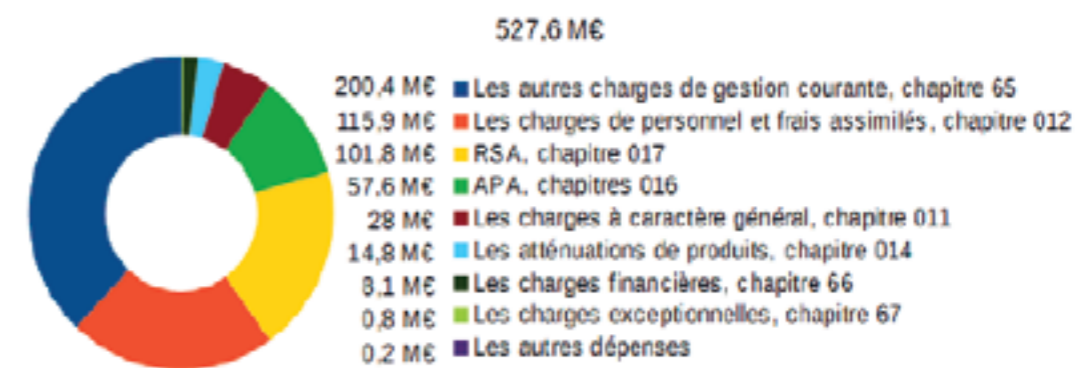 527,6 M€
200,4 M€ Les autres charges de gestion courante, chapitre 65
115,9 M€ Les charges de personnel et frais assimilés, chapitre 012
101,8 M€ RSA, chapitre 017
57,6 M€ APA, chapitres 016
28 M€ Les charges à caractère général, chapitre 011
14,8 M€ Les atténuations de produits, chapitre 014
8,1 M€ Les charges financières, chapitre 66
0,8 M€ Les charges exceptionnelles, chapitre 67
0,2 M€ Les autres dépenses